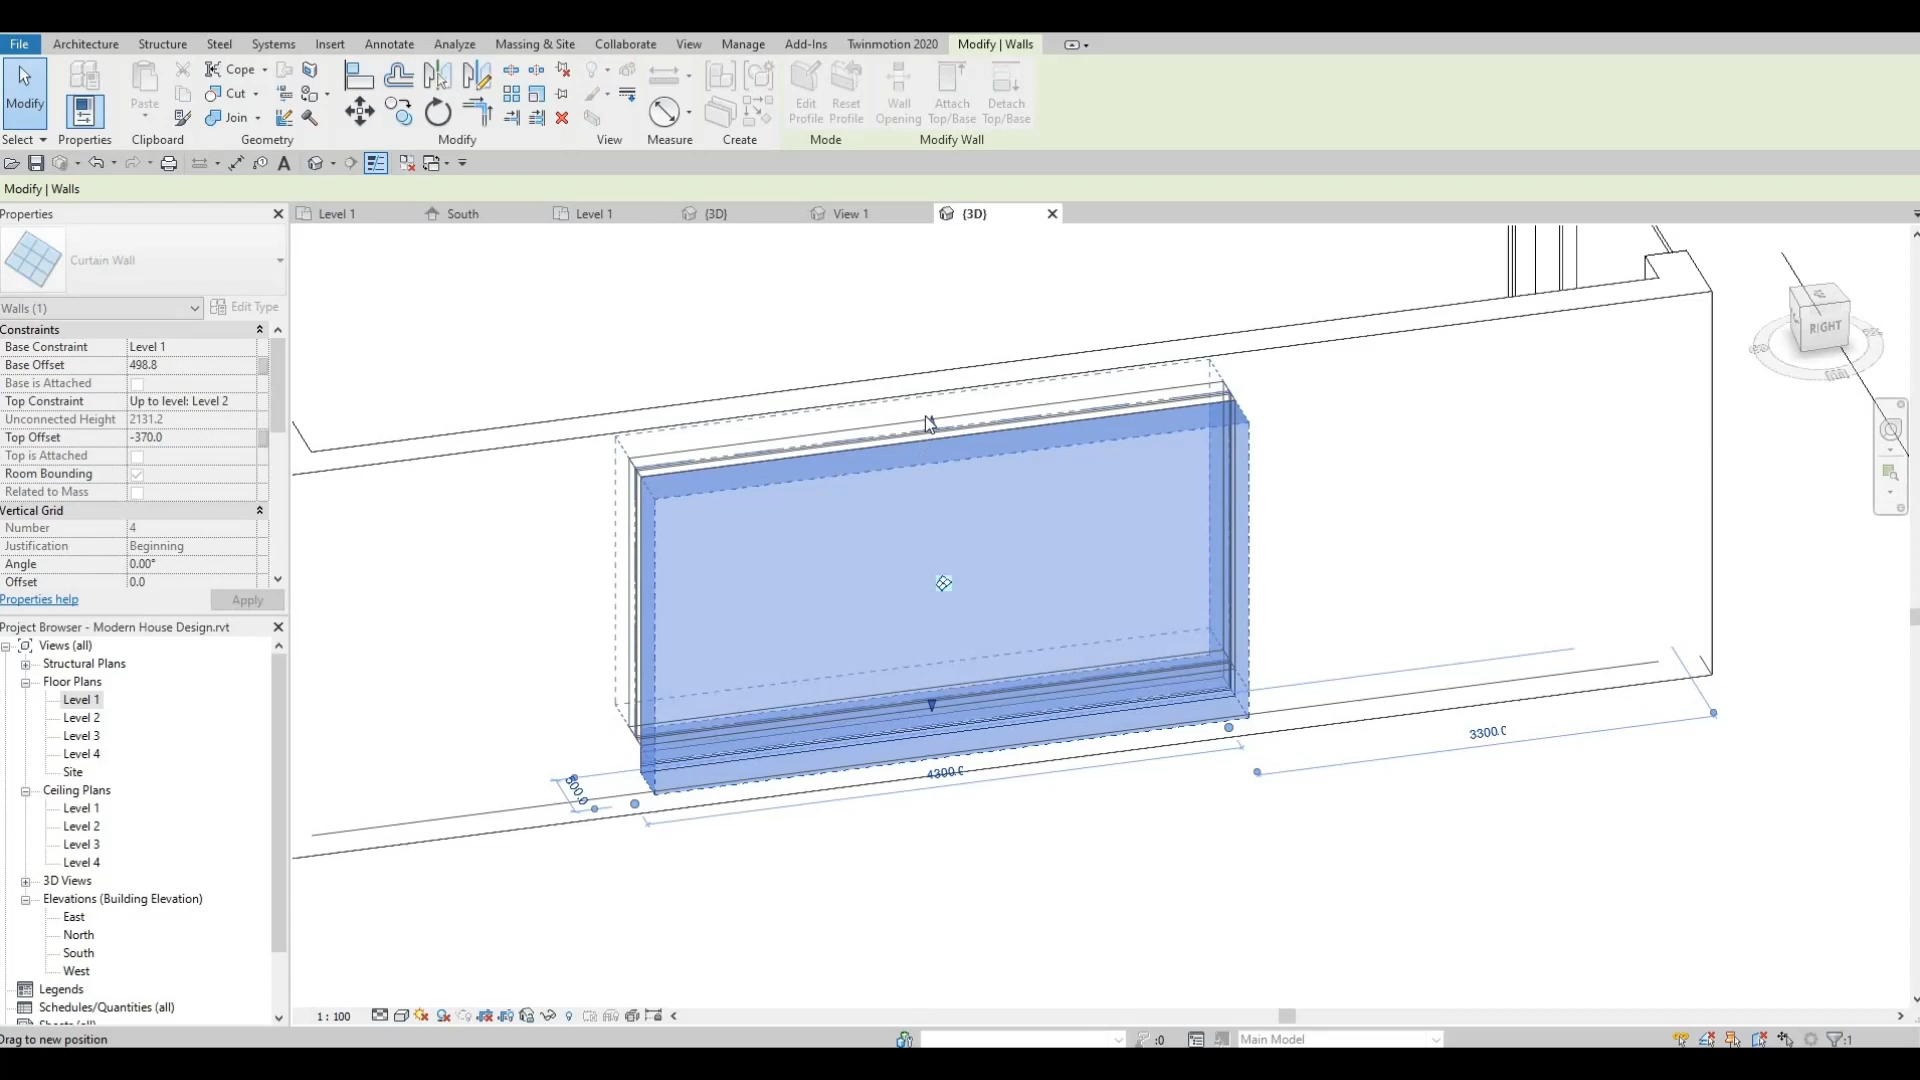 File Architecture Structure Steel Systems Insert Annotate Analyze Massing & Site Collaborate View Manage Add-Ins Twinmotion 2020 Modify | Walls
Modify Paste Cope Cut Join Edit Profile Reset Profile Wall Opening Attach Top/Base Detach Top/Base
Select Properties Clipboard Geometry Modify View Measure Create Mode Modify Wall
Modify | Walls
Properties
Level 1 South Level 1 {3D} View 1 {3D}
Curtain Wall
Walls (1) Edit Type
Constraints
Base Constraint Level 1
Base Offset 498.8
Base is Attached
Top Constraint Up to level: Level 2
Unconnected Height 2131.2
Top Offset -370.0
Top is Attached
Room Bounding
Related to Mass
Vertical Grid
Number 4
Justification Beginning
Angle 0.00°
Offset 0.0
Properties help Apply
Project Browser - Modern House Design.rvt
Views (all)
Structural Plans
Floor Plans
Level 1
Level 2
Level 3
Level 4
Site
Ceiling Plans
Level 1
Level 2
Level 3
Level 4
3D Views
Elevations (Building Elevation)
East
North
South
West
Legends
Schedules/Quantities (all)
RIGHT
3300.0
4300.0
1 : 100
Drag to new position
:0
Main Model
:1